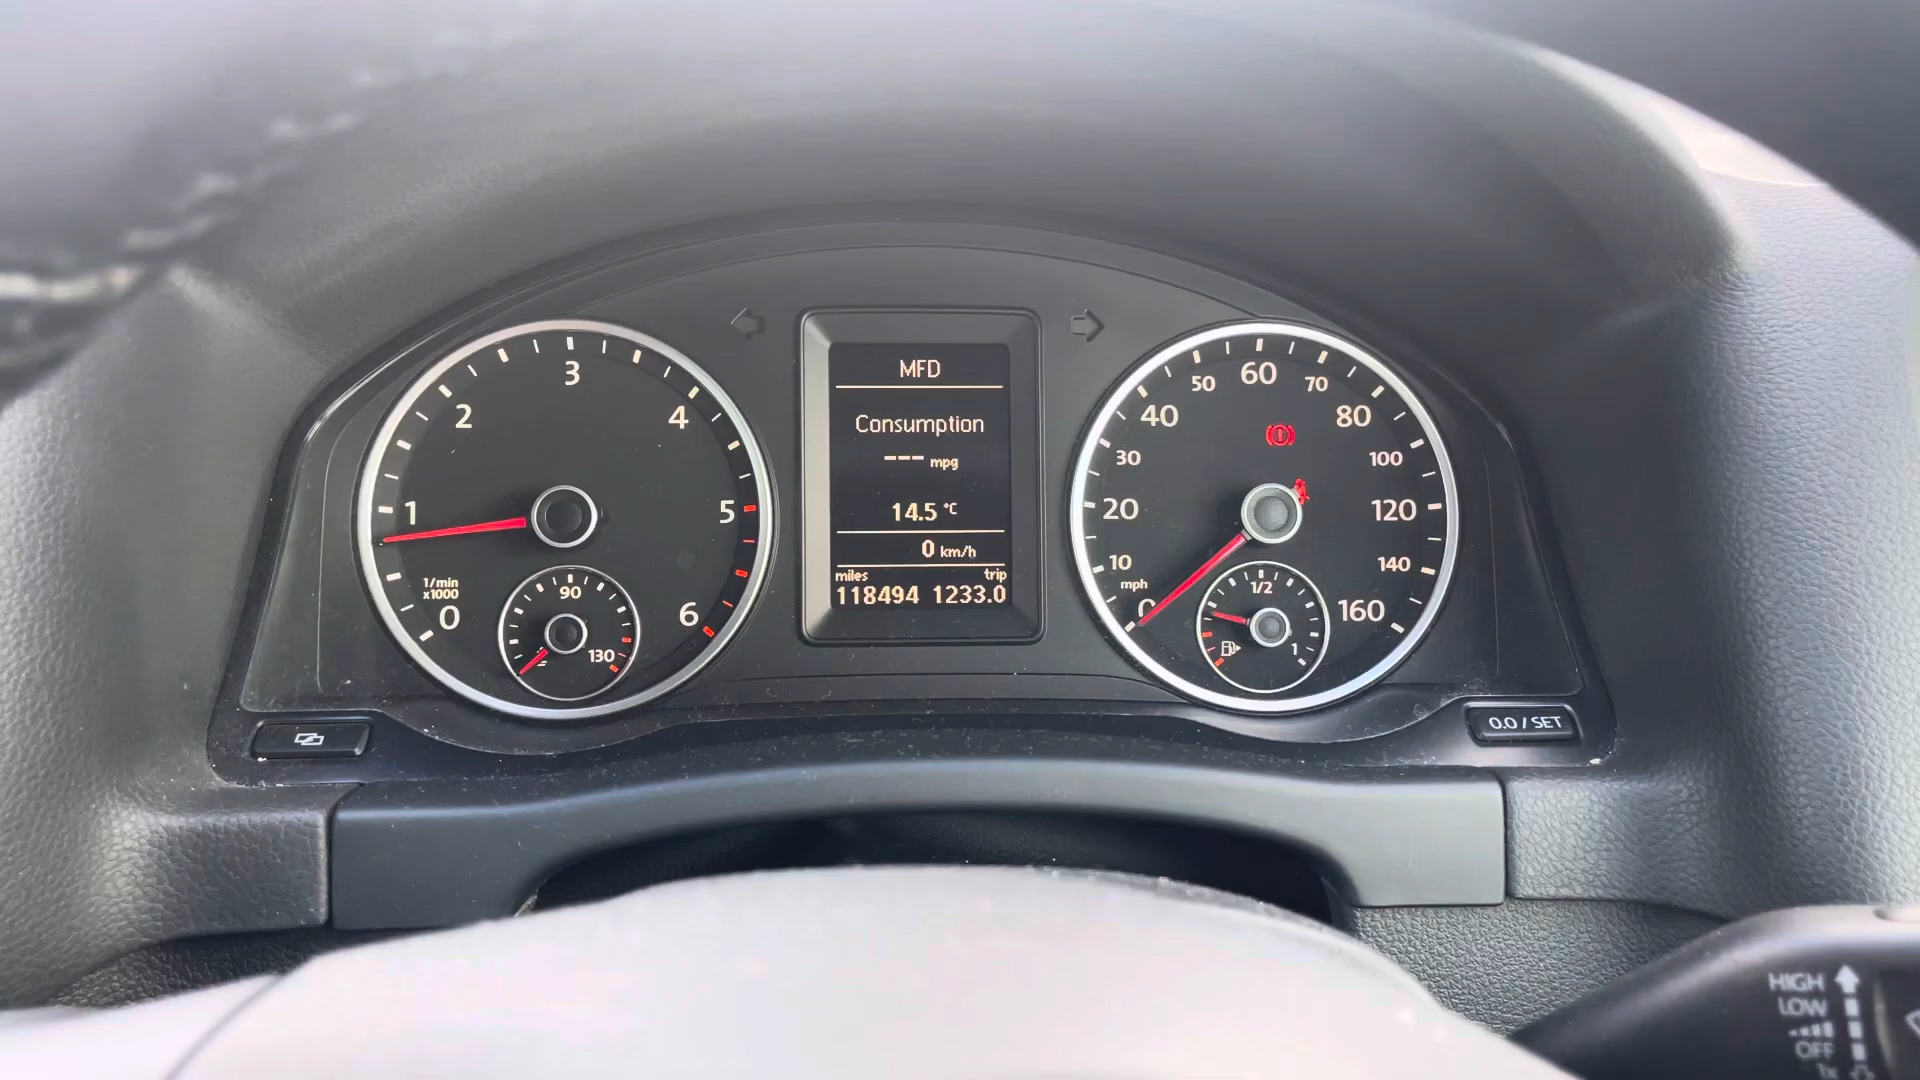 MFD
Consumption
--- mpg
14.5 °C
0 km/h
miles trip
118494 1233.0
0 1 2 3 4 5 6
1/min
x1000
90
130
0 10 20 30 40 50 60 70 80 100 120 140 160
mph
1/2
1
0.0 / SET
HIGH
LOW
OFF
1x